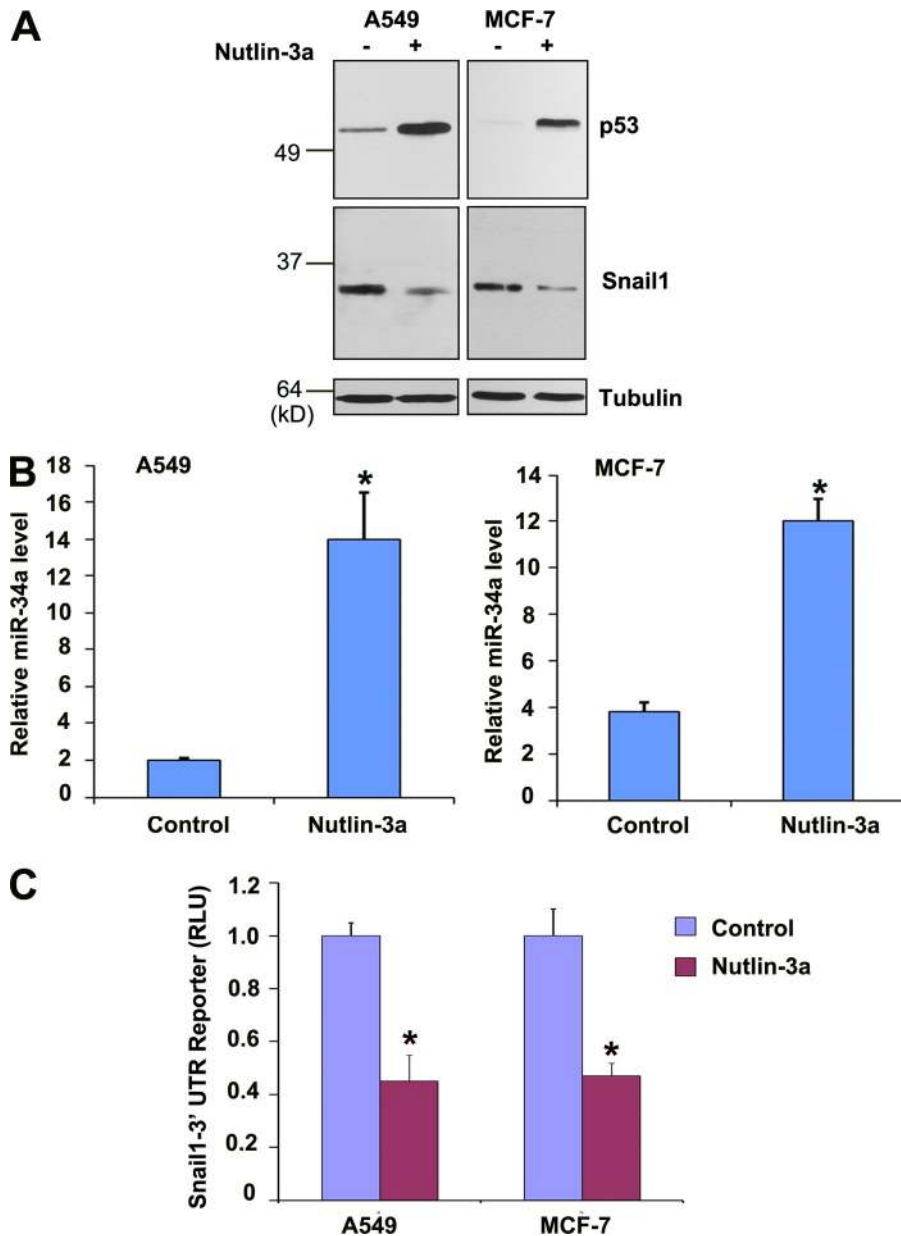 A
A549
MCF-7
Nutlin-3a
- +
- +
p53
49
37
Snail1
64
(kD)
Tubulin
B
A549
Relative miR-34a level
18
16
14
12
10
8
6
4
2
0
*
Control
Nutlin-3a
MCF-7
Relative miR-34a level
14
12
10
8
6
4
2
0
*
Control
Nutlin-3a
C
Snail1-3' UTR Reporter (RLU)
1.2
1.0
0.8
0.6
0.4
0.2
0
*
*
A549
MCF-7
Control
Nutlin-3a